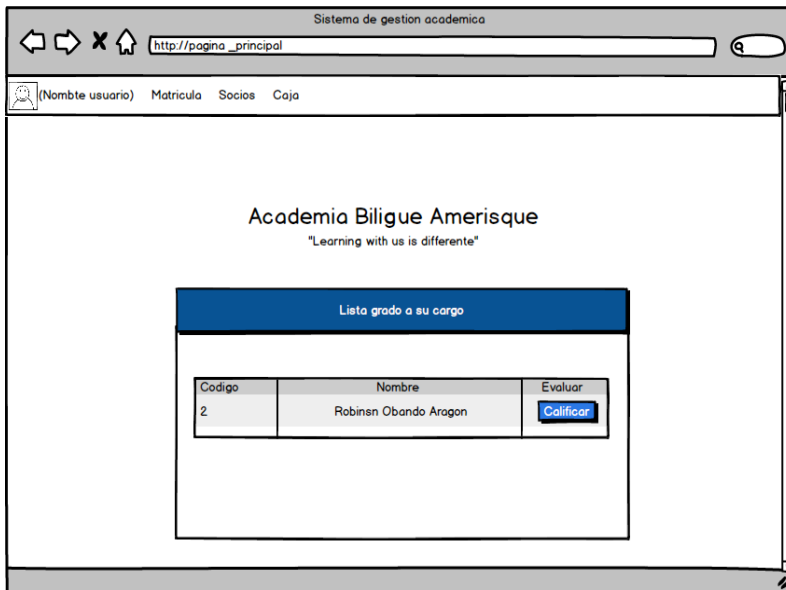 Sistema de gestion academica
http://pagina _principal
(Nombte usuario) Matricula Socios Caja
Academia Biligue Amerisque
"Learning with us is differente"
Lista grado a su cargo
Codigo Nombre Evaluar
2 Robinsn Obando Aragon Calificar